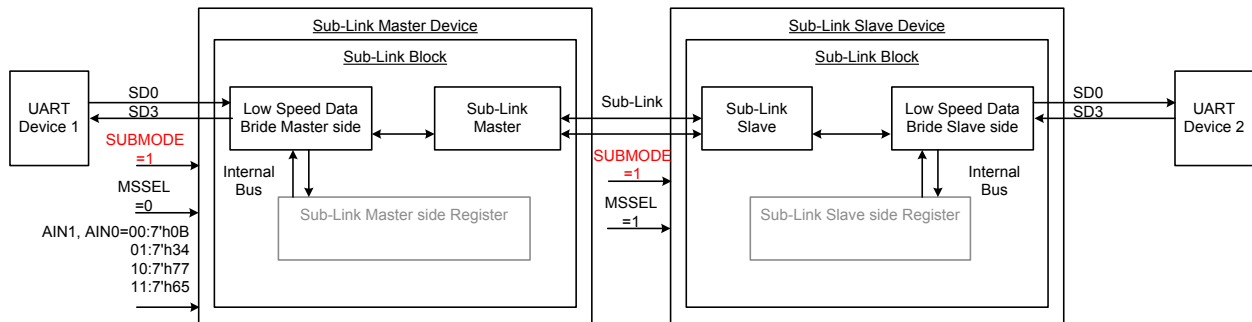 Sub-Link Master Device
Sub-Link Block
UART
Device 1
SD0
SD3
SUBMODE
=1
MSSEL
=0
AIN1, AIN0=00:7'h0B
01:7'h34
10:7'h77
11:7'h65
Low Speed Data
Bride Master side
Sub-Link
Master
Internal
Bus
Sub-Link Master side Register
Sub-Link
SUBMODE
=1
MSSEL
=1
Sub-Link Slave Device
Sub-Link Block
Sub-Link
Slave
Low Speed Data
Bride Slave side
Internal
Bus
Sub-Link Slave side Register
SD0
SD3
UART
Device 2